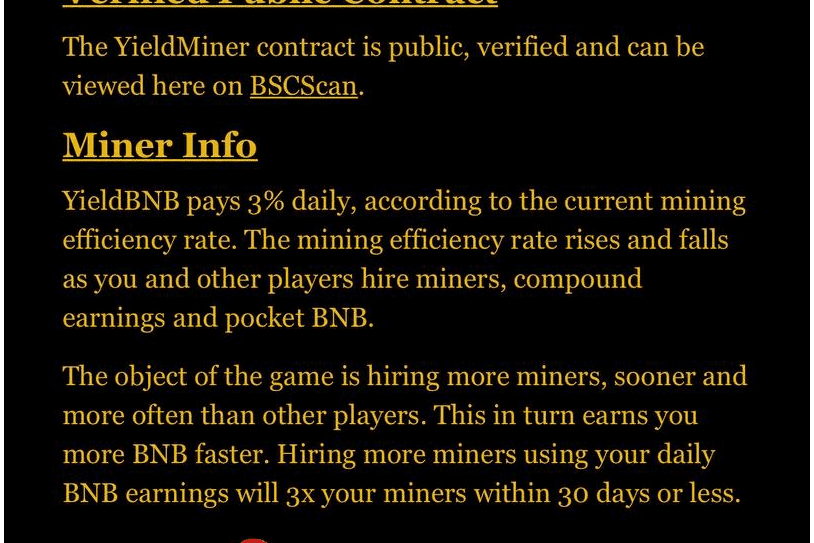 Verified Public Contract
The YieldMiner contract is public, verified and can be
viewed here on BSCScan.
Miner Info
YieldBNB pays 3% daily, according to the current mining
efficiency rate. The mining efficiency rate rises and falls
as you and other players hire miners, compound
earnings and pocket BNB.
The object of the game is hiring more miners, sooner and
more often than other players. This in turn earns you
more BNB faster. Hiring more miners using your daily
BNB earnings will 3x your miners within 30 days or less.